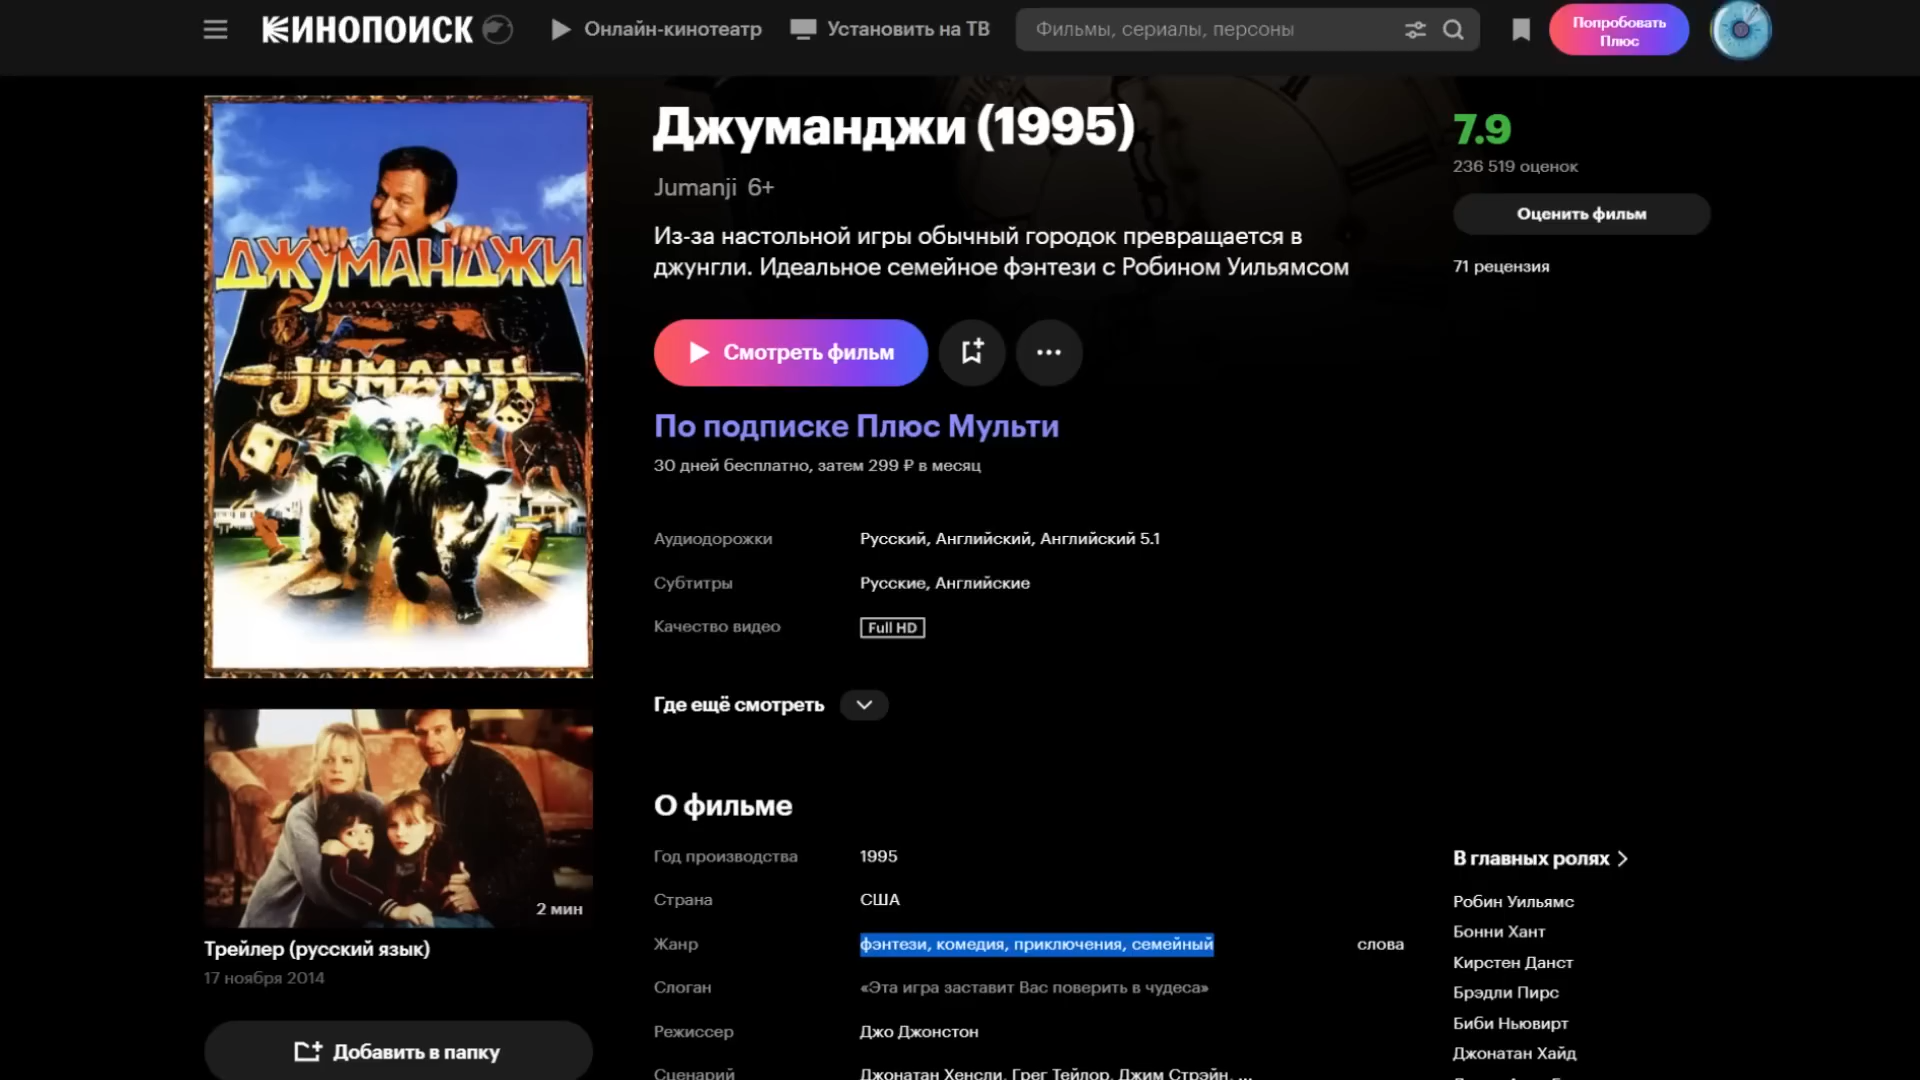 КИНОПОИСК
Онлайн-кинотеатр
Установить на ТВ
Фильмы, сериалы, персоны
Попробовать
Плюс
ДЖУМАНДЖИ
JUMANJI
2 мин
Трейлер (русский язык)
17 ноября 2014
Добавить в папку
Джуманджи (1995)
Jumanji 6+
Из-за настольной игры обычный городок превращается в
джунгли. Идеальное семейное фэнтези с Робином Уильямсом
Смотреть фильм
По подписке Плюс Мульти
30 дней бесплатно, затем 299 ₽ в месяц
Аудиодорожки Русский, Английский, Английский 5.1
Субтитры Русские, Английские
Качество видео Full HD
Где ещё смотреть
О фильме
Год производства 1995
Страна США
Жанр фэнтези, комедия, приключения, семейный слова
Слоган «Эта игра заставит Вас поверить в чудеса»
Режиссер Джо Джонстон
Сценарий Джонатан Хенсли, Грег Тейлор, Джим Стрэйн, ...
7.9
236 519 оценок
Оценить фильм
71 рецензия
В главных ролях
Робин Уильямс
Бонни Хант
Кирстен Данст
Брэдли Пирс
Биби Ньювирт
Джонатан Хайд